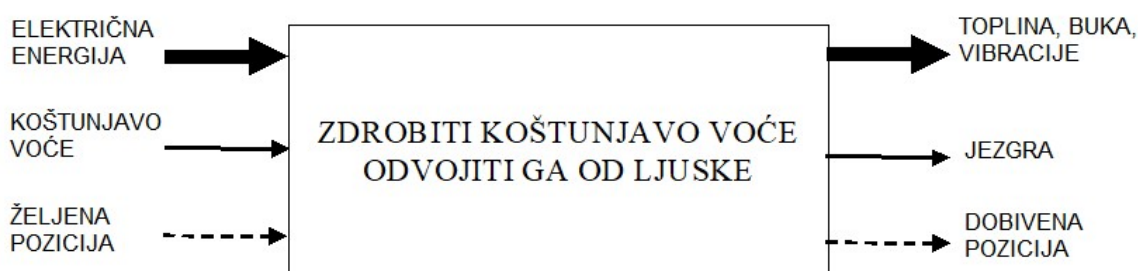 ELEKTRIČNA
ENERGIJA
KOŠTUNJAVO
VOĆE
ŽELJENA
POZICIJA
ZDROBITI KOŠTUNJAVO VOĆE
ODVOJITI GA OD LJUSKE
TOPLINA, BUKA,
VIBRACIJE
JEZGRA
DOBIVENA
POZICIJA